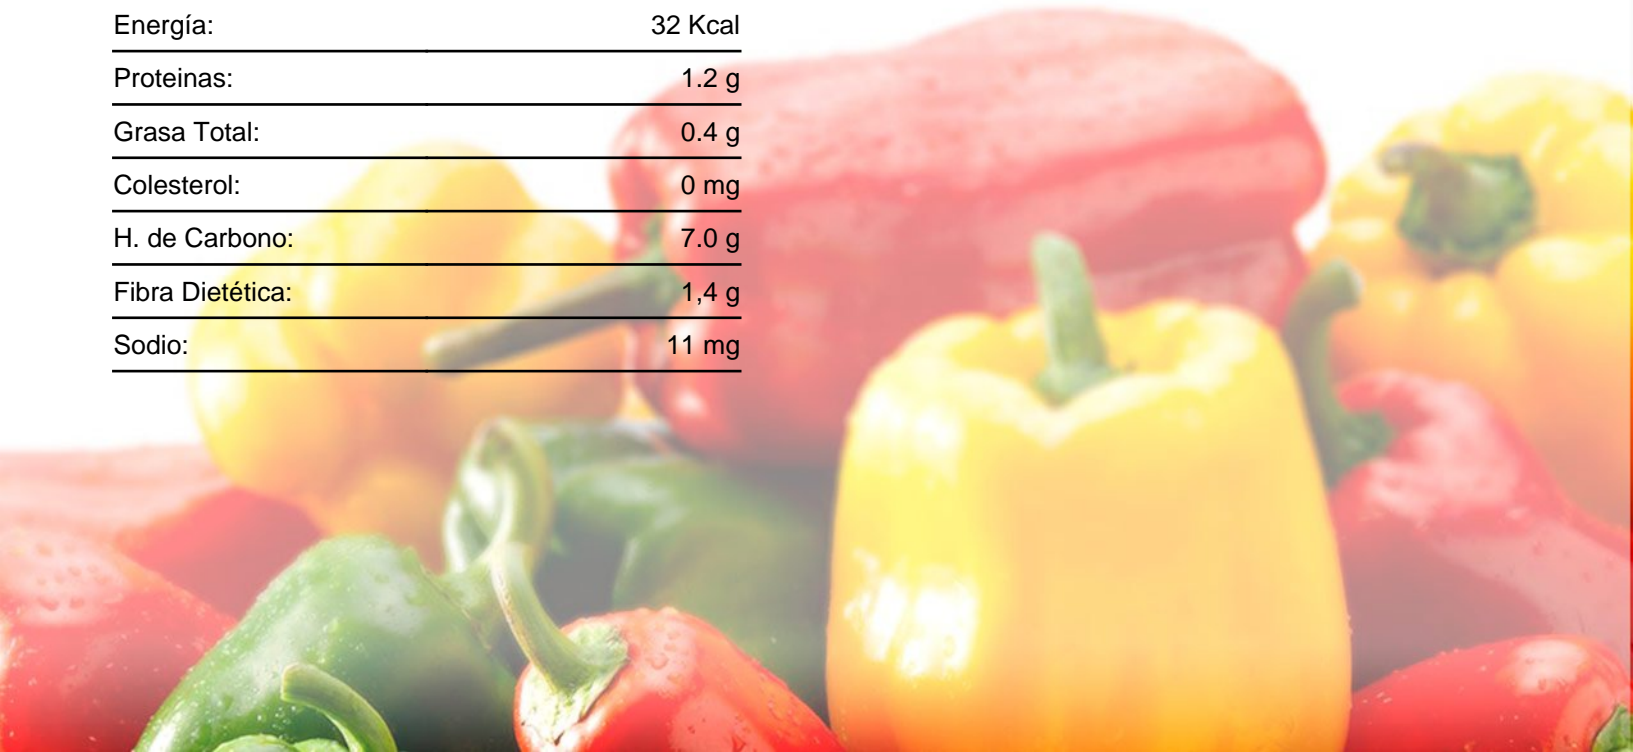 Energía: 32 Kcal
Proteinas: 1.2 g
Grasa Total: 0.4 g
Colesterol: 0 mg
H. de Carbono: 7.0 g
Fibra Dietética: 1,4 g
Sodio: 11 mg